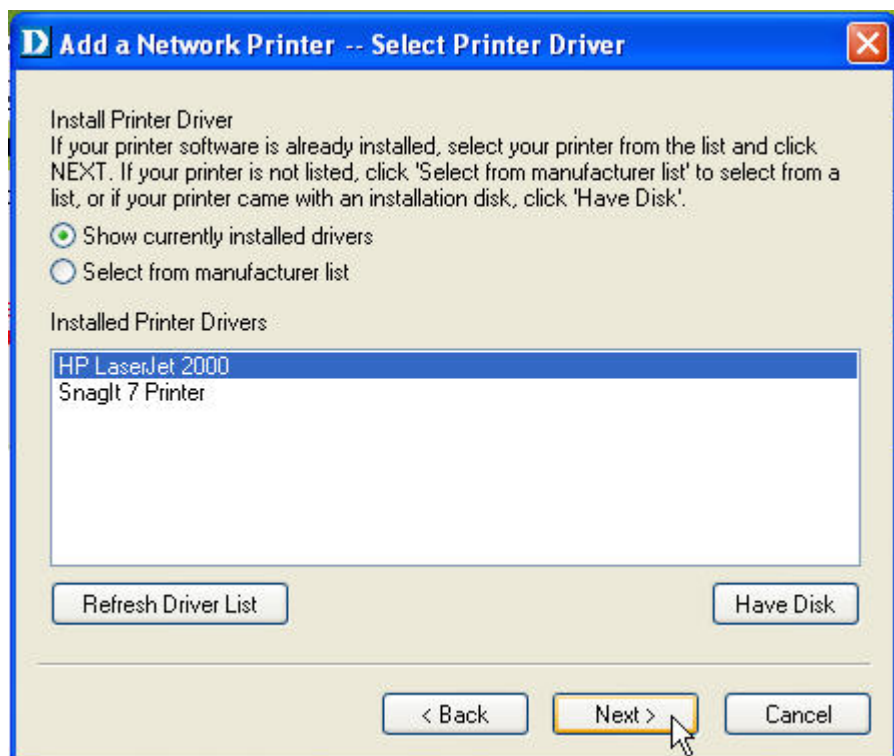 D Add a Network Printer -- Select Printer Driver
Install Printer Driver
If your printer software is already installed, select your printer from the list and click
NEXT. If your printer is not listed, click 'Select from manufacturer list' to select from a
list, or if your printer came with an installation disk, click 'Have Disk'.
Show currently installed drivers
Select from manufacturer list
Installed Printer Drivers
HP LaserJet 2000
SnagIt 7 Printer
Refresh Driver List Have Disk
< Back Next > Cancel